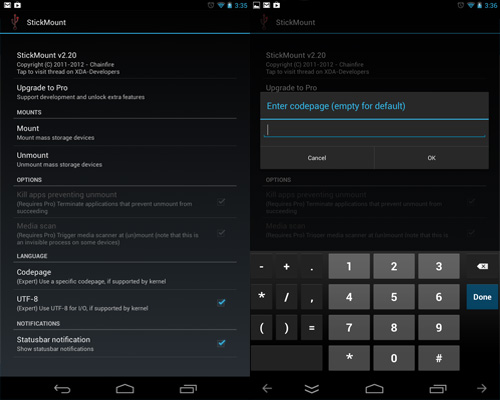 3:35
StickMount
StickMount v2.20
Copyright (C) 2011-2012 - Chainfire
Tap to visit thread on XDA-Developers
Upgrade to Pro
Support development and unlock extra features
MOUNTS
Mount
Mount mass storage devices
Unmount
Unmount mass storage devices
OPTIONS
Kill apps preventing unmount
(Requires Pro) Terminate applications that prevent unmount from
succeeding
Media scan
(Requires Pro) Trigger media scanner at (un)mount (note that this is
an invisible process on some devices)
LANGUAGE
Codepage
(Expert) Use a specific codepage, if supported by kernel
UTF-8
(Expert) Use UTF-8 for I/O, if supported by kernel
NOTIFICATIONS
Statusbar notification
Show statusbar notifications
3:36
StickMount
StickMount v2.20
Copyright (C) 2011-2012 - Chainfire
Tap to visit thread on XDA-Developers
Upgrade to Pro
Enter codepage (empty for default)
Cancel
OK
OPTIONS
Kill apps preventing unmount
(Requires Pro) Terminate applications that prevent unmount from
succeeding
Media scan
(Requires Pro) Trigger media scanner at (un)mount (note that this is
- + . 1 2 3
* / , 4 5 6 Done
( ) = 7 8 9
* 0 #